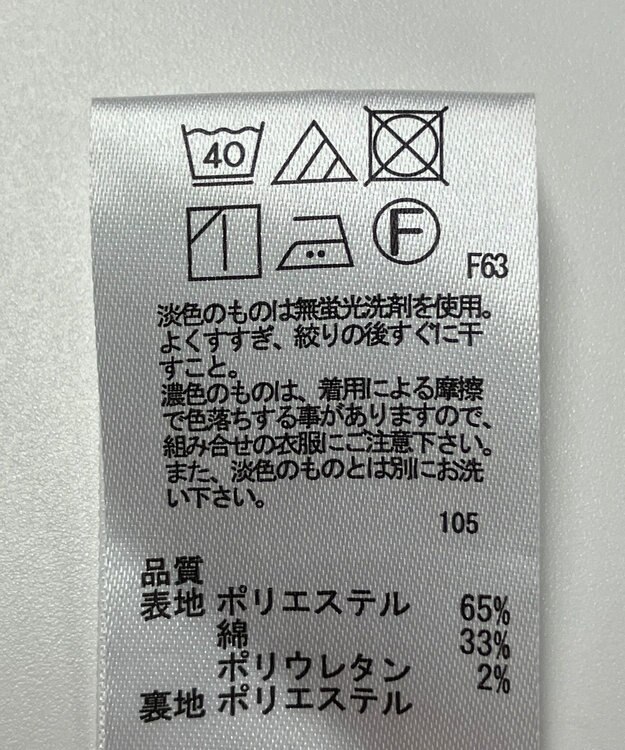 40
F
F63
淡色のものは無蛍光洗剤を使用。
よくすすぎ、絞りの後すぐに干
すこと。
濃色のものは、着用による摩擦
で色落ちする事がありますので、
組み合せの衣服にご注意下さい。
また、淡色のものとは別にお洗
い下さい。
105
品質
表地 ポリエステル 65%
綿 33%
ポリウレタン 2%
裏地 ポリエステル